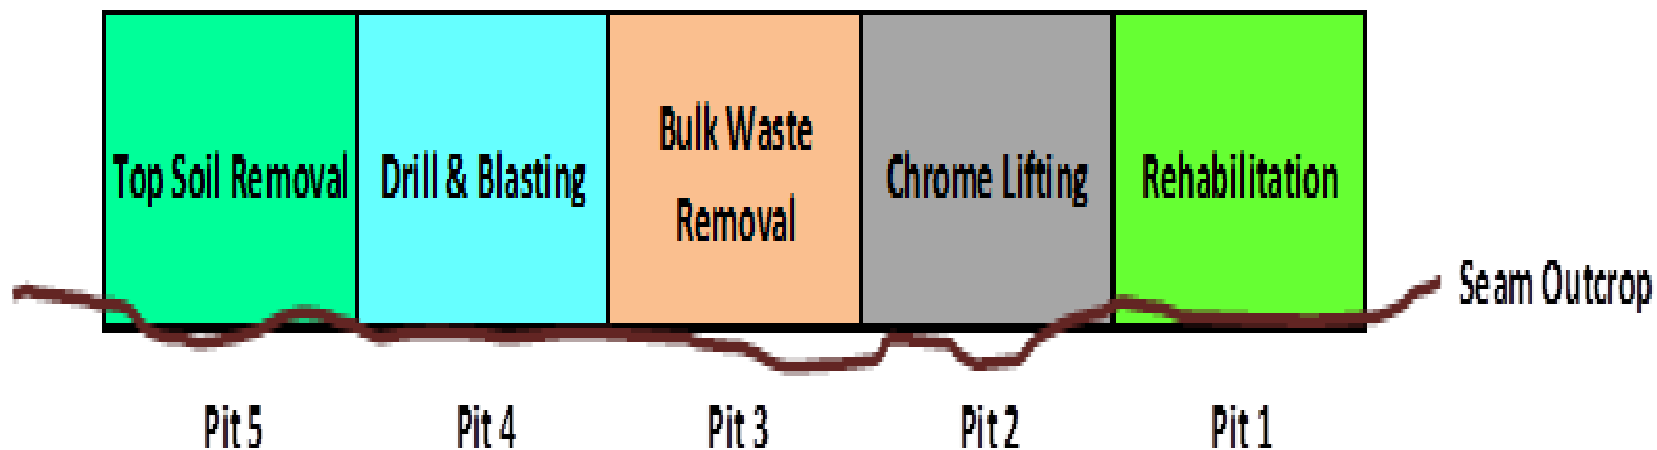 Top Soil Removal
Drill & Blasting
Bulk Waste
Removal
Chrome Lifting
Rehabilitation
Seam Outcrop
Pit 5
Pit 4
Pit 3
Pit 2
Pit 1